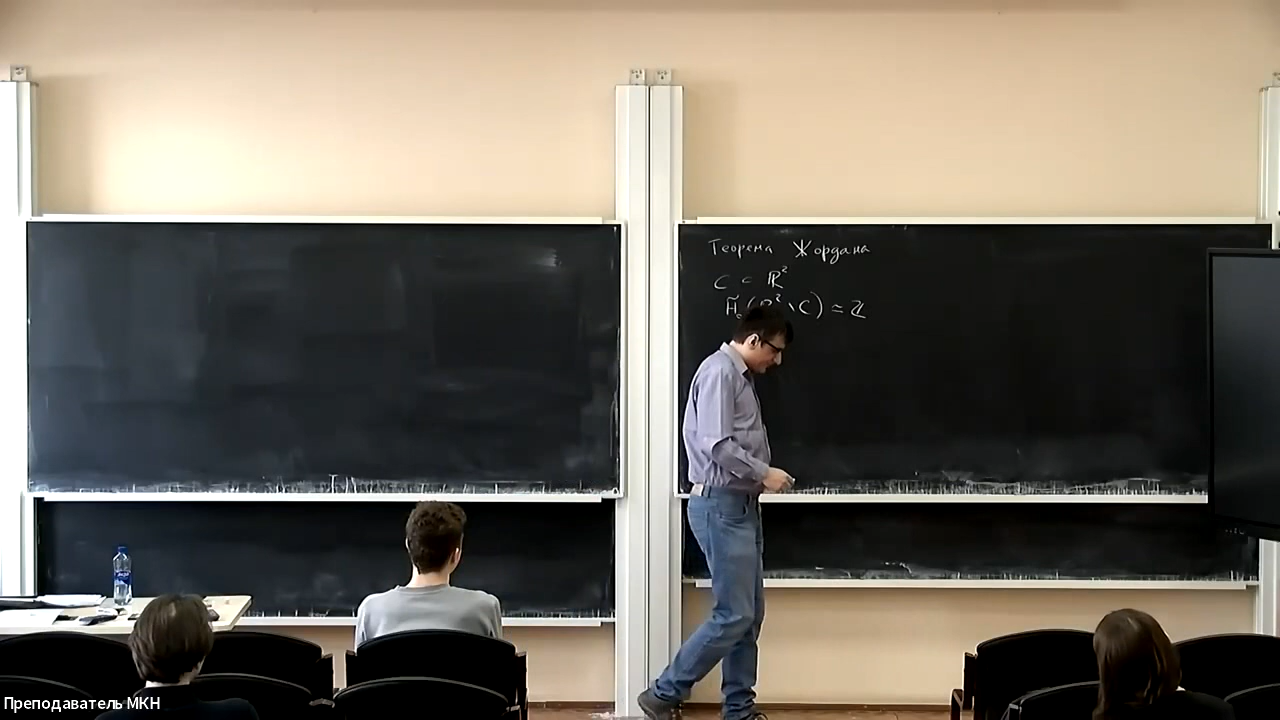 Теорема Жордана
C ⊂ ℝ²
H̃₀(ℝ² \ C) ≃ ℤ
Преподаватель МКН